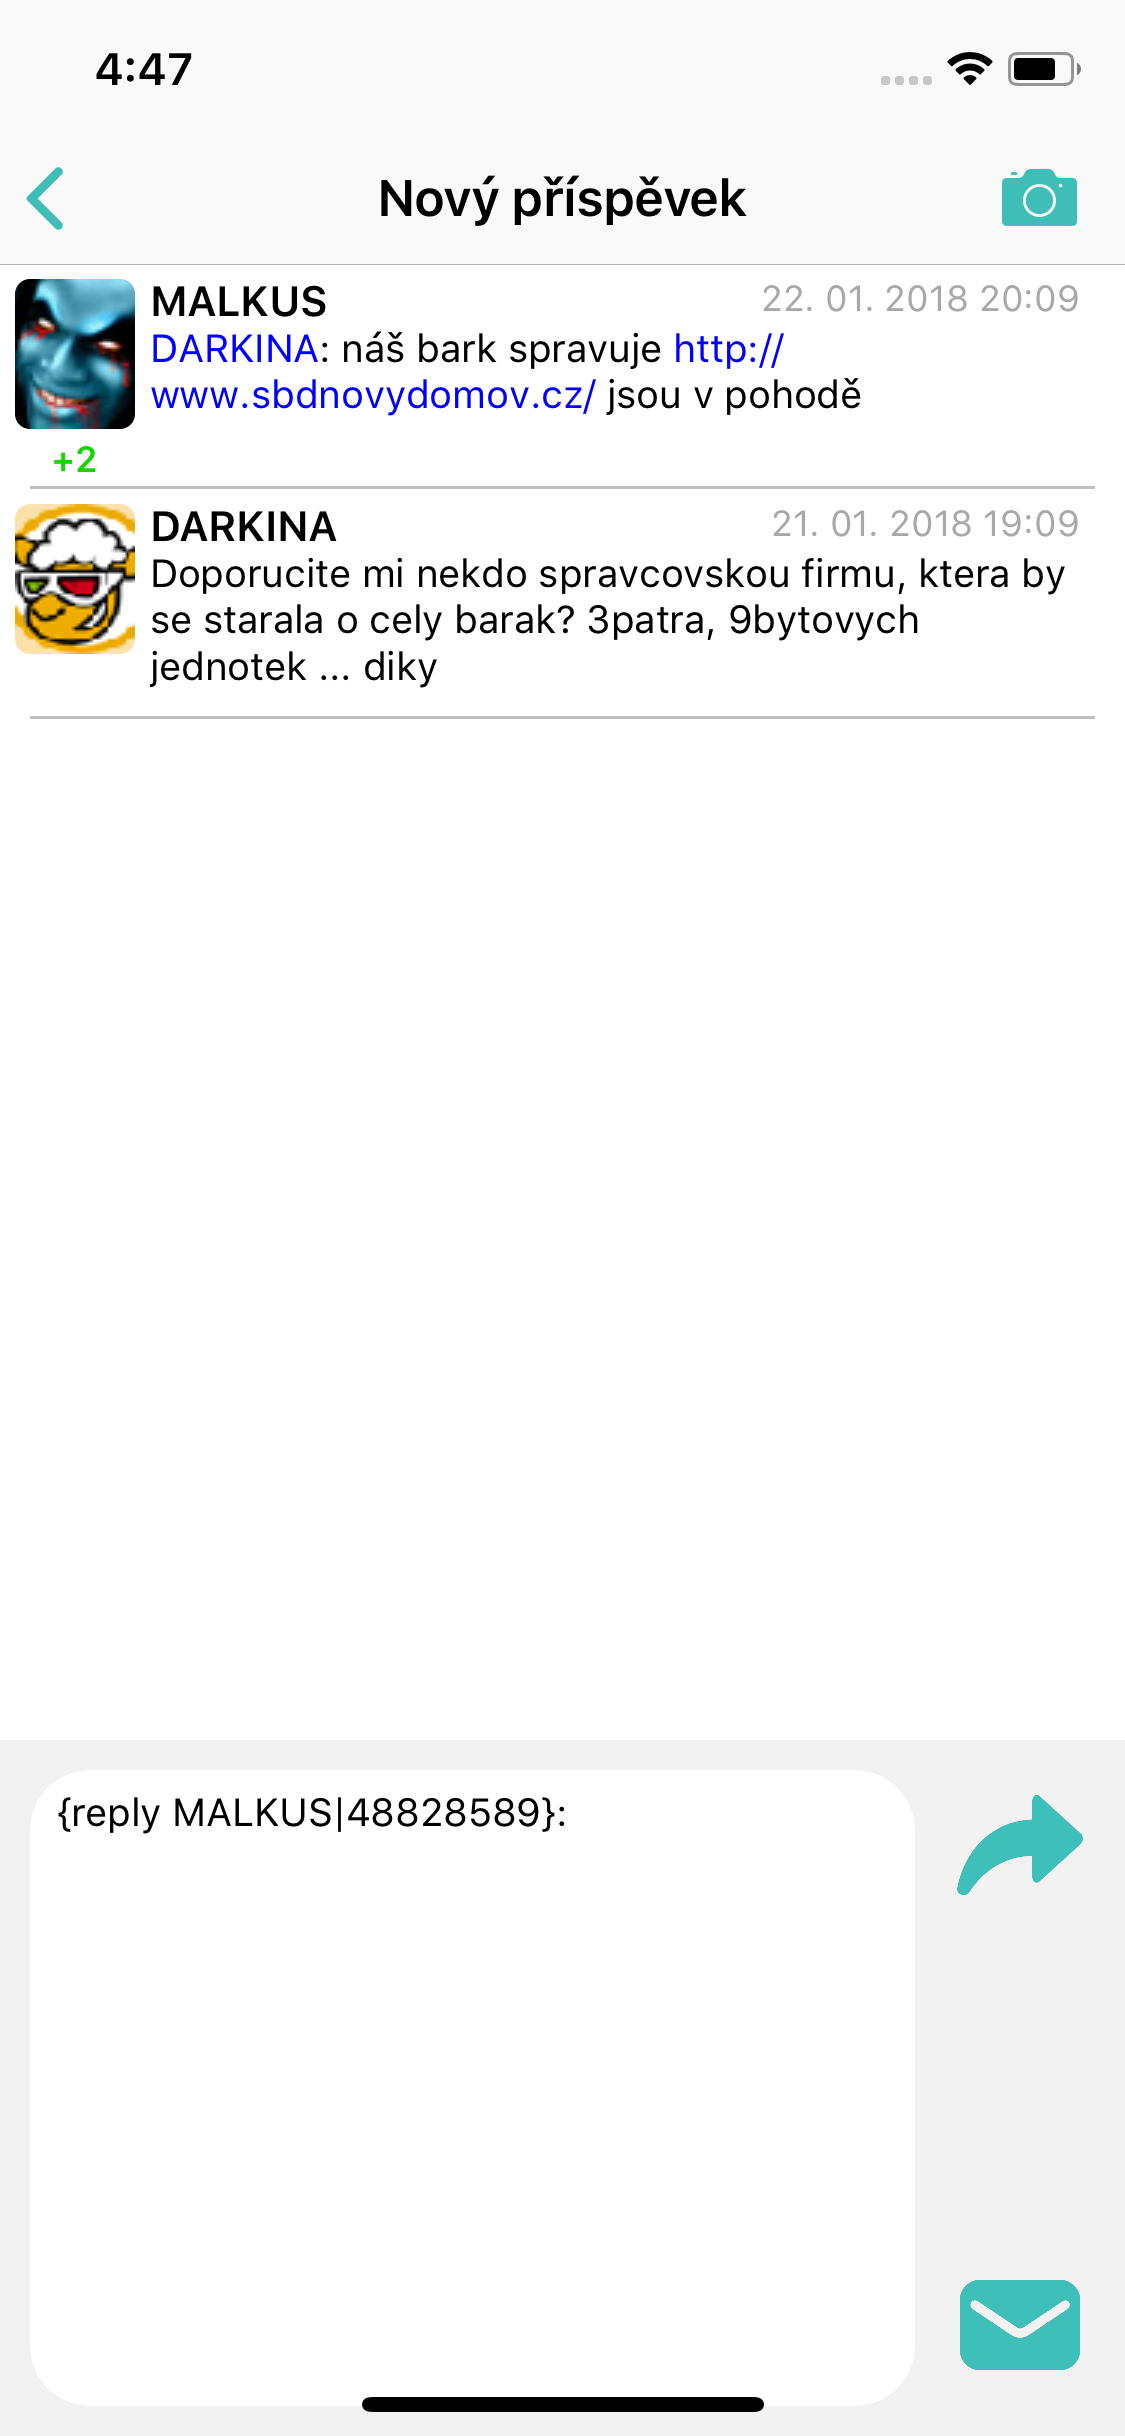 4:47
Nový příspěvek
MALKUS
22. 01. 2018 20:09
DARKINA: náš bark spravuje http://
www.sbdnovydomov.cz/ jsou v pohodě
+2
DARKINA
21. 01. 2018 19:09
Doporucite mi nekdo spravcovskou firmu, ktera by
se starala o cely barak? 3patra, 9bytovych
jednotek ... diky
{reply MALKUS|48828589}: